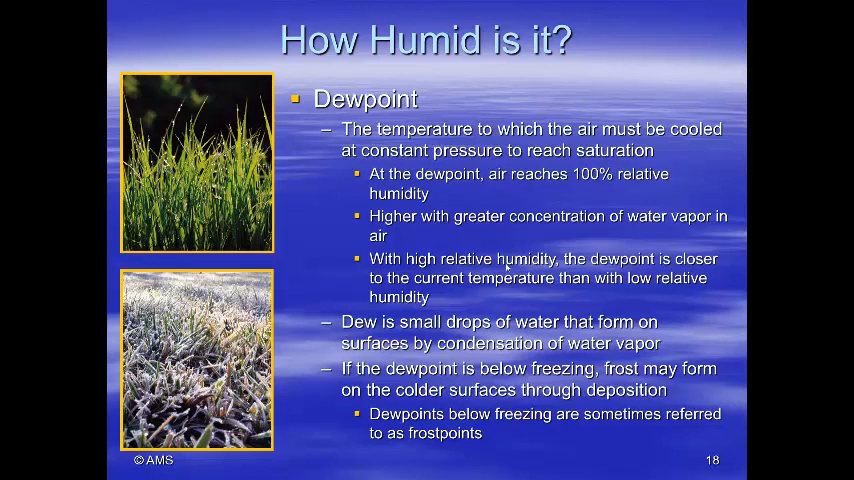 How Humid is it?
Dewpoint
– The temperature to which the air must be cooled
at constant pressure to reach saturation
At the dewpoint, air reaches 100% relative
humidity
Higher with greater concentration of water vapor in
air
With high relative humidity, the dewpoint is closer
to the current temperature than with low relative
humidity
– Dew is small drops of water that form on
surfaces by condensation of water vapor
– If the dewpoint is below freezing, frost may form
on the colder surfaces through deposition
Dewpoints below freezing are sometimes referred
to as frostpoints
© AMS
18